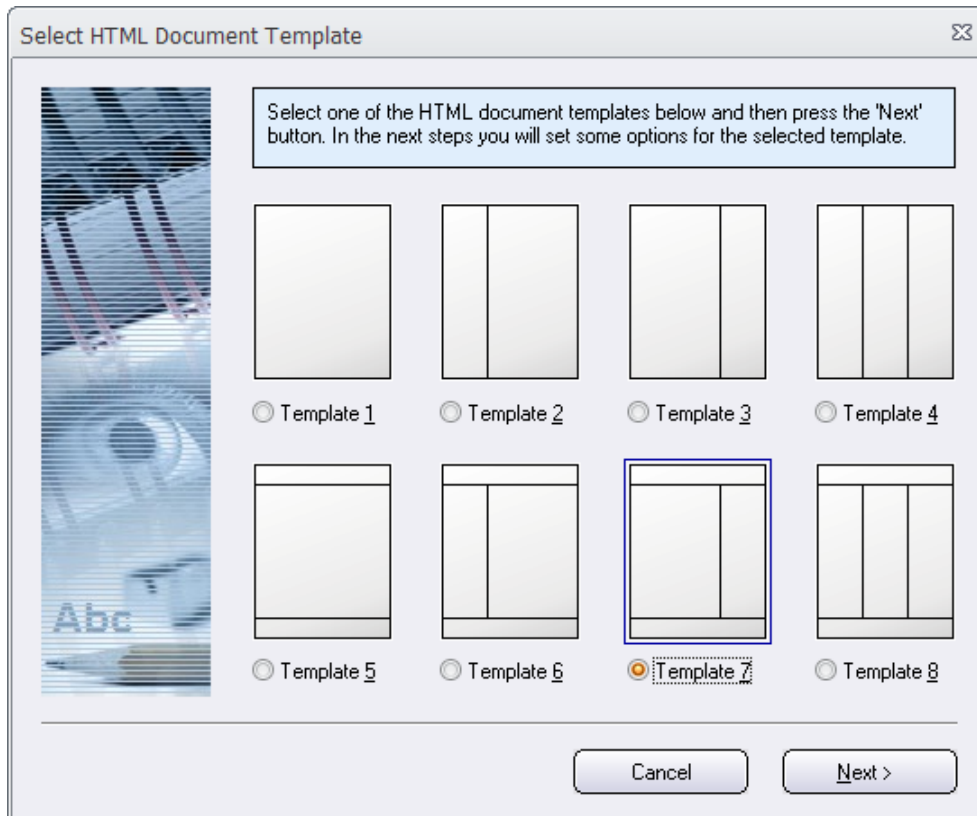 Select HTML Document Template
Select one of the HTML document templates below and then press the 'Next'
button. In the next steps you will set some options for the selected template.
Template 1
Template 2
Template 3
Template 4
Abc
Template 5
Template 6
Template 7
Template 8
Cancel
Next >